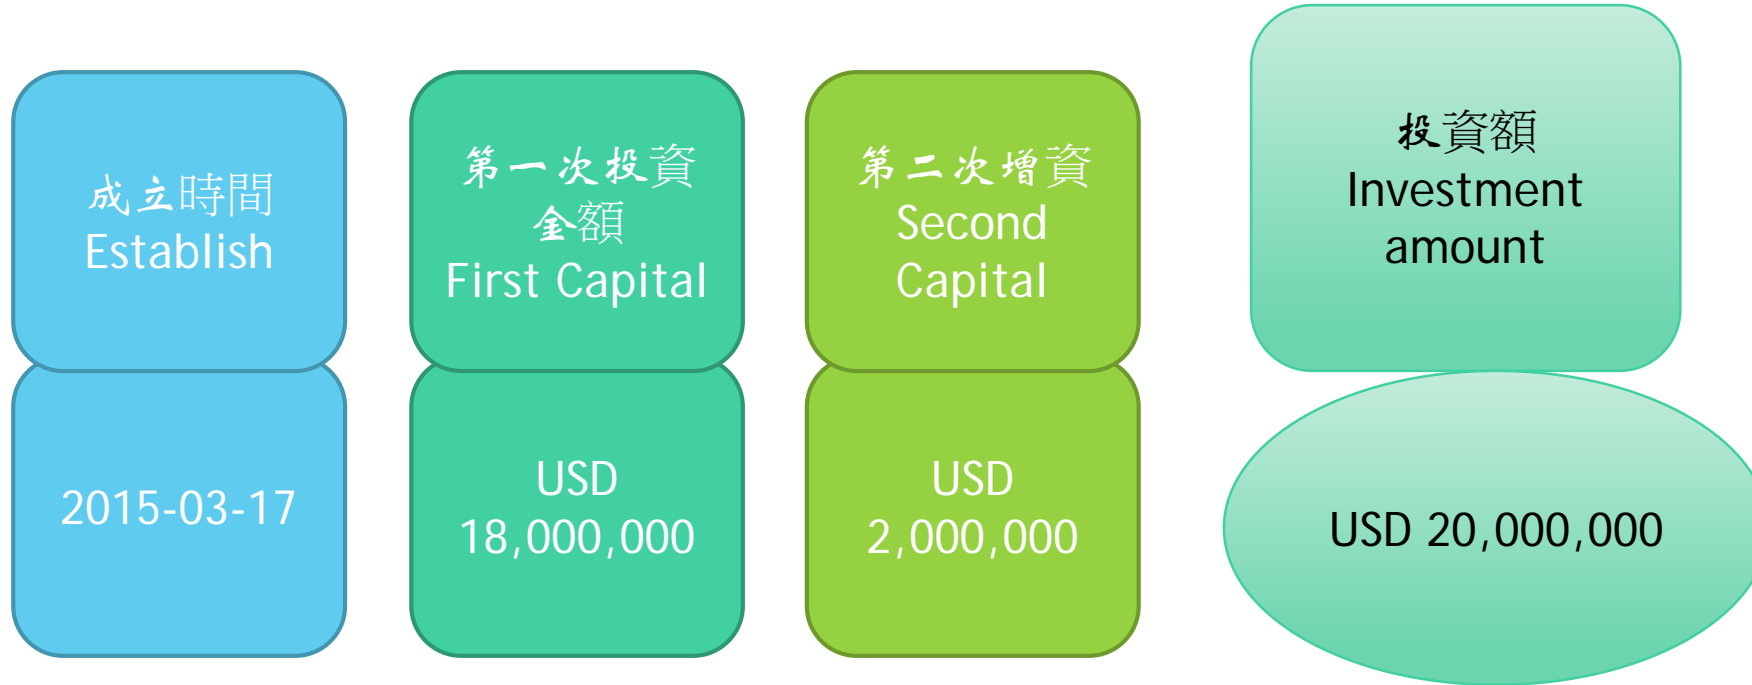 成立時間
Establish
2015-03-17
第一次投資
金額
First Capital
USD
18,000,000
第二次增資
Second
Capital
USD
2,000,000
投資額
Investment
amount
USD 20,000,000